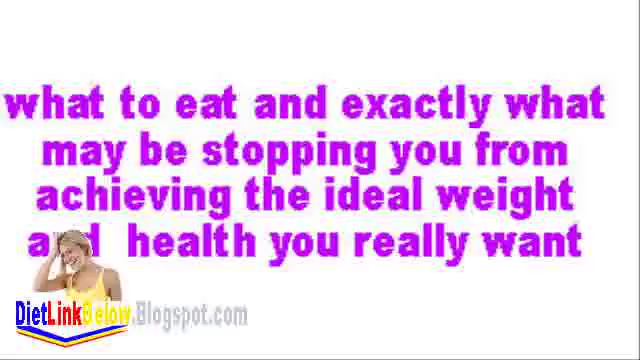 what to eat and exactly what
may be stopping you from
achieving the ideal weight
and health you really want
DietLinkBelow.Blogspot.com